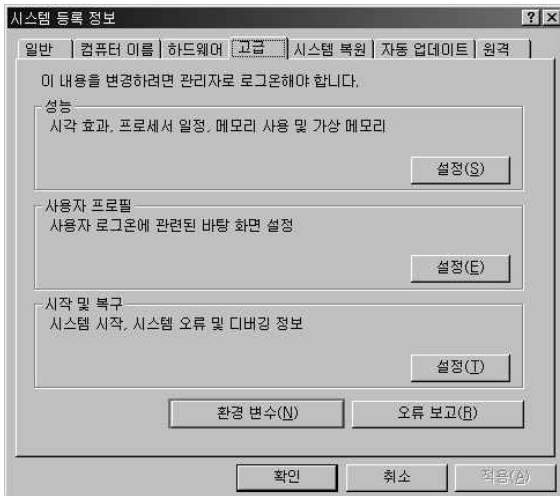 시스템 등록 정보
일반 컴퓨터 이름 하드웨어 고급 시스템 복원 자동 업데이트 원격
이 내용을 변경하려면 관리자로 로그온해야 합니다.
성능
시각 효과, 프로세서 일정, 메모리 사용 및 가상 메모리
설정(S)
사용자 프로필
사용자 로그온에 관련된 바탕 화면 설정
설정(E)
시작 및 복구
시스템 시작, 시스템 오류 및 디버깅 정보
설정(T)
환경 변수(N) 오류 보고(R)
확인 취소 적용(A)